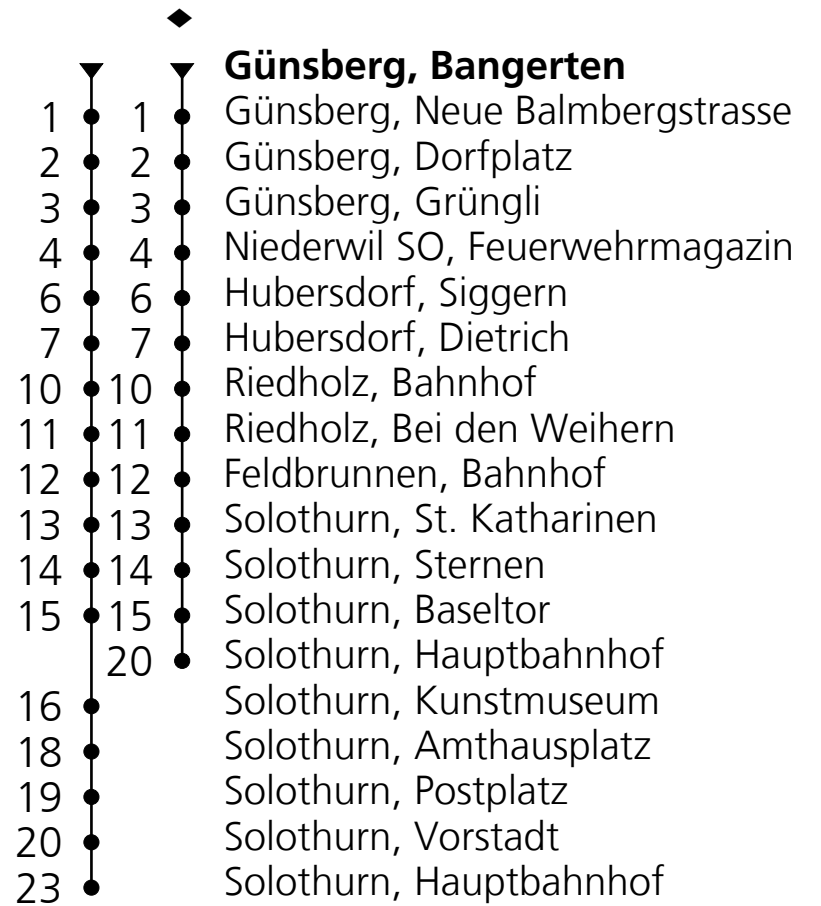 Günsberg, Bangerten
1 1 Günsberg, Neue Balmbergstrasse
2 2 Günsberg, Dorfplatz
3 3 Günsberg, Grüngli
4 4 Niederwil SO, Feuerwehrmagazin
6 6 Hubersdorf, Siggern
7 7 Hubersdorf, Dietrich
10 10 Riedholz, Bahnhof
11 11 Riedholz, Bei den Weihern
12 12 Feldbrunnen, Bahnhof
13 13 Solothurn, St. Katharinen
14 14 Solothurn, Sternen
15 15 Solothurn, Baseltor
20 Solothurn, Hauptbahnhof
16 Solothurn, Kunstmuseum
18 Solothurn, Amthausplatz
19 Solothurn, Postplatz
20 Solothurn, Vorstadt
23 Solothurn, Hauptbahnhof